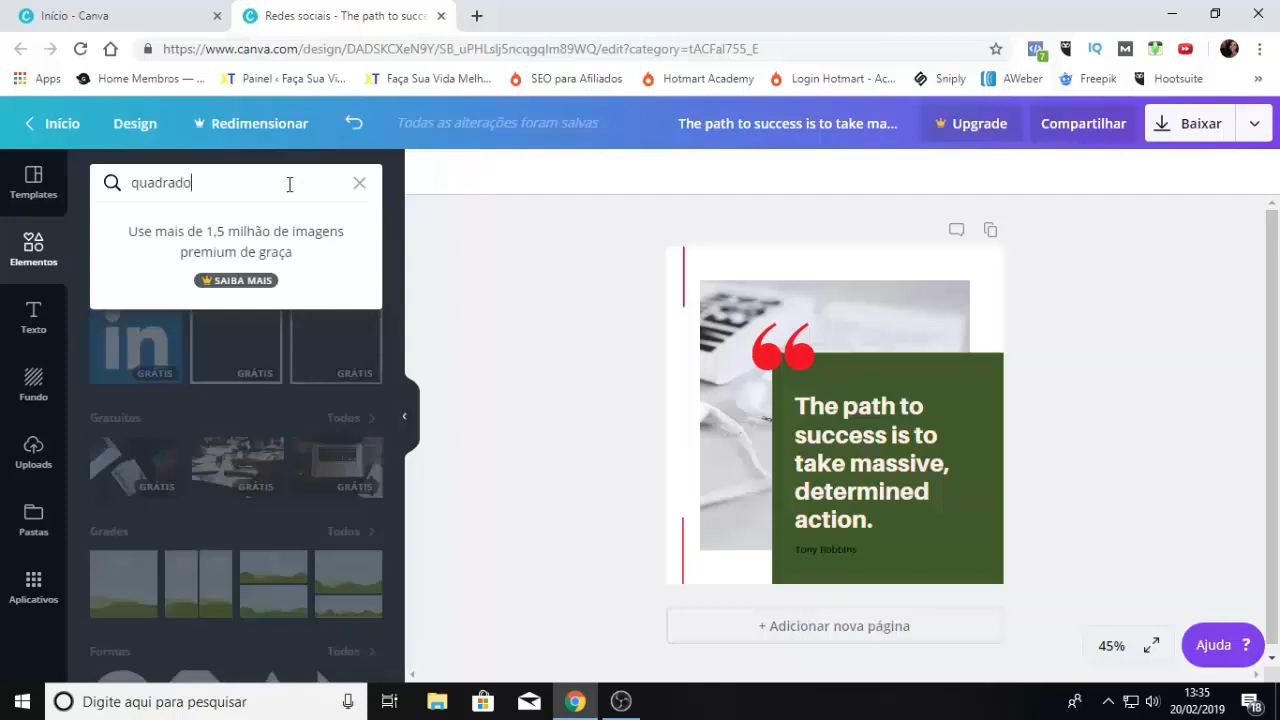 Início - Canva
Redes sociais - The path to succe
https://www.canva.com/design/DADSKCXeN9Y/SB_uPHLsljSncqgqlm89WQ/edit?category=tACFal755_E
Apps
Home Membros — ...
Painel ‹ Faça Sua Vi...
Faça Sua Vida Melh...
SEO para Afiliados
Hotmart Academy
Login Hotmart - Ac...
Sniply
AWeber
Freepik
Hootsuite
»
Início
Design
Redimensionar
Todas as alterações foram salvas
The path to success is to take ma...
Upgrade
Compartilhar
Baixar
Templates
Elementos
Texto
Fundo
Uploads
Pastas
Aplicativos
quadrado
Use mais de 1,5 milhão de imagens
premium de graça
SAIBA MAIS
in
GRÁTIS
GRÁTIS
GRÁTIS
Gratuitos
Todos
GRÁTIS
GRÁTIS
GRÁTIS
Grades
Todos
Formas
Todos
The path to
success is to
take massive,
determined
action.
Tony Robbins
+ Adicionar nova página
45%
Ajuda ?
Digite aqui para pesquisar
13:35
20/02/2019
18